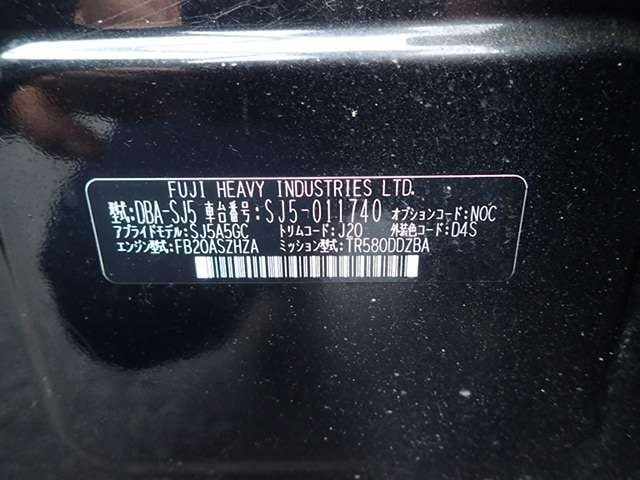 FUJI HEAVY INDUSTRIES LTD.
型式:DBA-SJ5 車台番号:SJ5-011740 オプションコード:NOC
アプライドモデル:SJ5A5GC トリムコード:J20 外装色コード:D4S
エンジン型式:FB20ASZHZA ミッション型式:TR580DDZBA